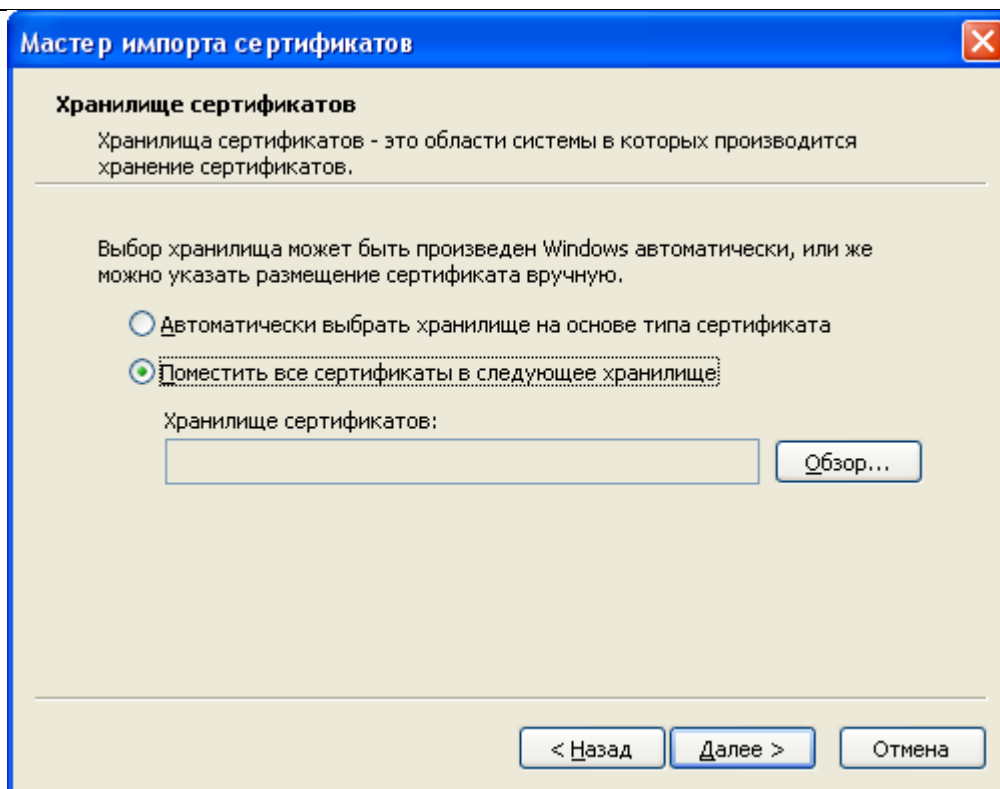 Мастер импорта сертификатов
Хранилище сертификатов
Хранилища сертификатов - это области системы в которых производится
хранение сертификатов.
Выбор хранилища может быть произведен Windows автоматически, или же
можно указать размещение сертификата вручную.
Автоматически выбрать хранилище на основе типа сертификата
Поместить все сертификаты в следующее хранилище
Хранилище сертификатов:
Обзор...
< Назад Далее > Отмена